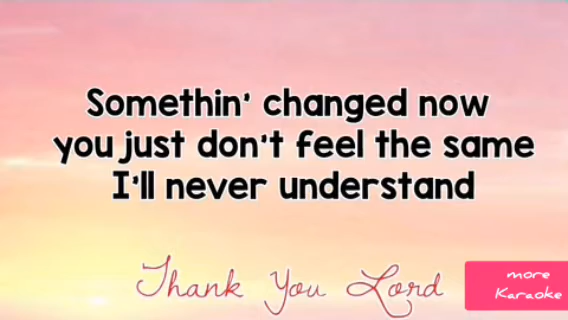 Somethin' changed now
you just don't feel the same
I'll never understand
Thank You Lord
more
Karaoke